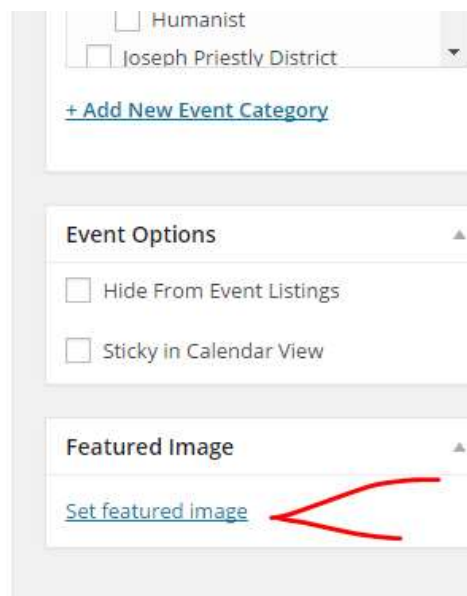 Humanist
Joseph Priestly District
+ Add New Event Category
Event Options
Hide From Event Listings
Sticky in Calendar View
Featured Image
Set featured image